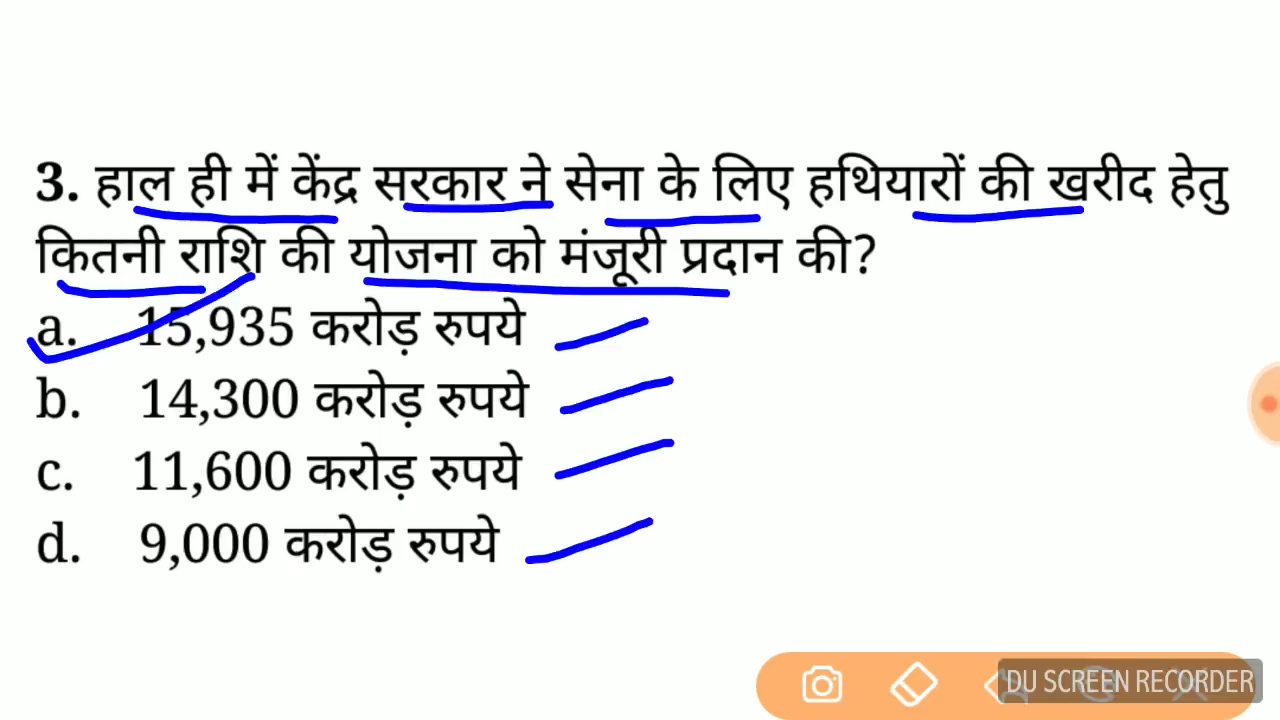 3. हाल ही में केंद्र सरकार ने सेना के लिए हथियारों की खरीद हेतु
कितनी राशि की योजना को मंजूरी प्रदान की?
a. 15,935 करोड़ रुपये
b. 14,300 करोड़ रुपये
c. 11,600 करोड़ रुपये
d. 9,000 करोड़ रुपये
DU SCREEN RECORDER